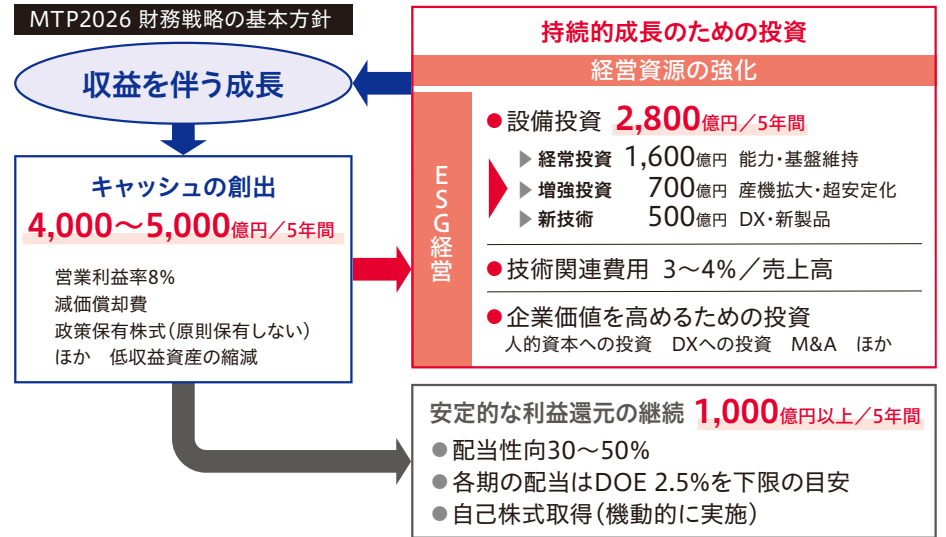 MTP2026 財務戦略の基本方針
収益を伴う成長
キャッシュの創出
4,000～5,000億円／5年間
営業利益率8%
減価償却費
政策保有株式（原則保有しない）
ほか　低収益資産の縮減
持続的成長のための投資
経営資源の強化
ESG経営
●設備投資 2,800億円／5年間
▶経常投資 1,600億円 能力・基盤維持
▶増強投資 700億円 産機拡大・超安定化
▶新技術 500億円 DX・新製品
●技術関連費用 3～4%／売上高
●企業価値を高めるための投資
人的資本への投資　DXへの投資　M&A　ほか
安定的な利益還元の継続 1,000億円以上／5年間
●配当性向30～50%
●各期の配当はDOE 2.5%を下限の目安
●自己株式取得（機動的に実施）